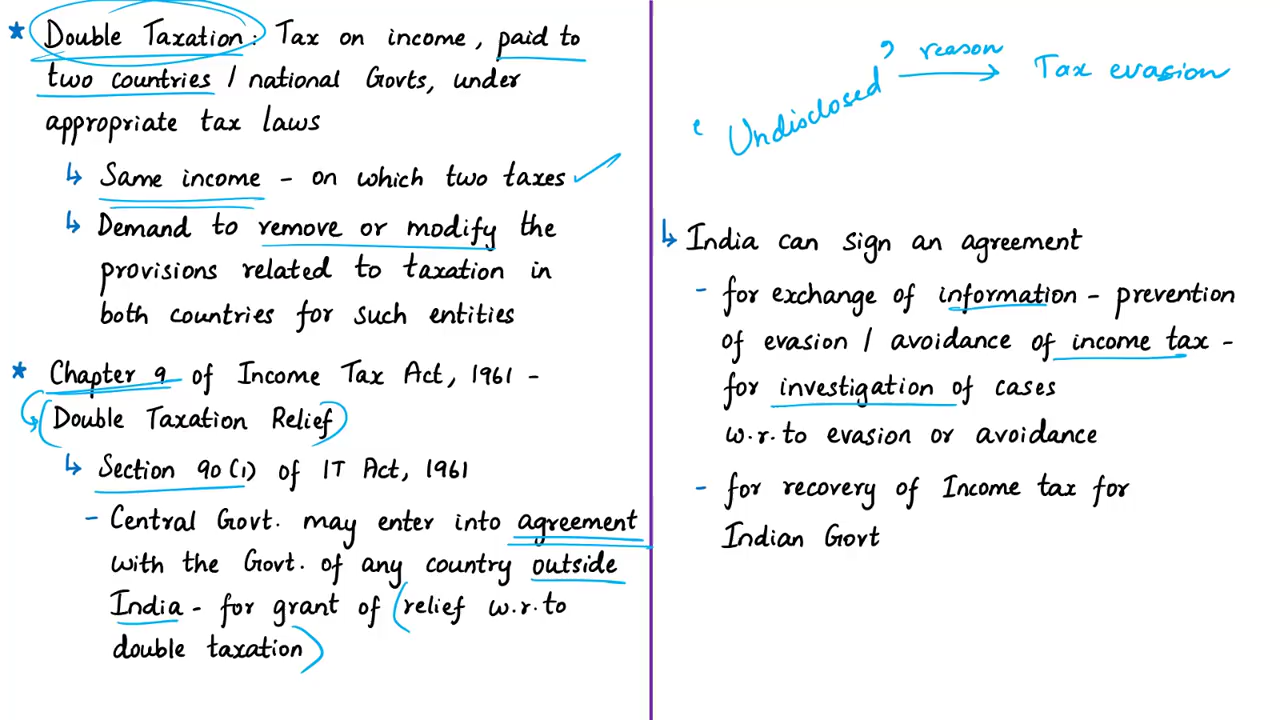 * Double Taxation: Tax on income, paid to
two countries / national Govts, under
appropriate tax laws
↳ Same income - on which two taxes
↳ Demand to remove or modify the
provisions related to taxation in
both countries for such entities
* Chapter 9 of Income Tax Act, 1961 -
(Double Taxation Relief)
↳ Section 90(1) of IT Act, 1961
- Central Govt. may enter into agreement
with the Govt. of any country outside
India - for grant of (relief w.r.to
double taxation)
'Undisclosed' reason → Tax evasion
↳ India can sign an agreement
- for exchange of information - prevention
of evasion / avoidance of income tax -
for investigation of cases
w.r.to evasion or avoidance
- for recovery of Income tax for
Indian Govt